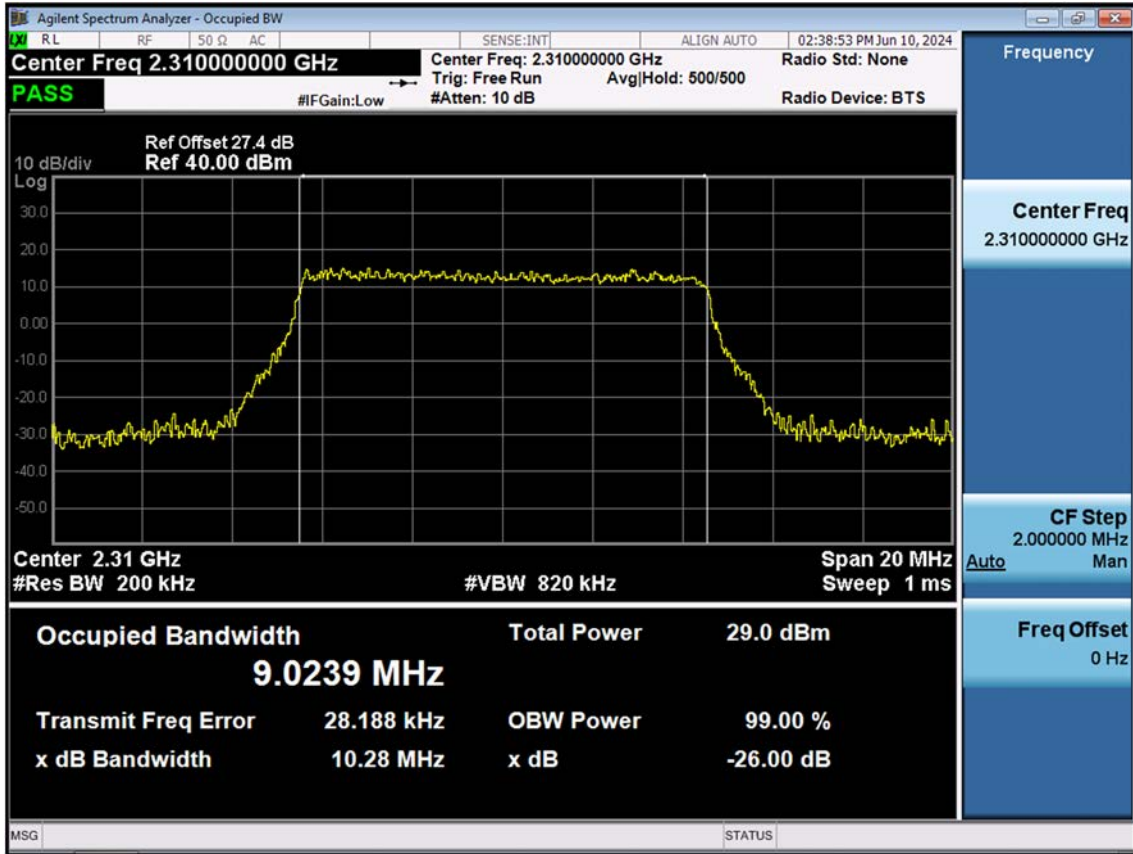 Agilent Spectrum Analyzer - Occupied BW
LXI RL RF 50 Ω AC SENSE:INT ALIGN AUTO 02:38:53 PM Jun 10, 2024
Center Freq 2.310000000 GHz
Center Freq: 2.310000000 GHz
Radio Std: None
Trig: Free Run Avg|Hold: 500/500
PASS
#IFGain:Low
#Atten: 10 dB
Radio Device: BTS
Ref Offset 27.4 dB
10 dB/div Ref 40.00 dBm
Log
30.0
20.0
10.0
0.00
-10.0
-20.0
-30.0
-40.0
-50.0
Center 2.31 GHz Span 20 MHz
#Res BW 200 kHz #VBW 820 kHz Sweep 1 ms
Occupied Bandwidth Total Power 29.0 dBm
9.0239 MHz
Transmit Freq Error 28.188 kHz OBW Power 99.00 %
x dB Bandwidth 10.28 MHz x dB -26.00 dB
MSG STATUS
Frequency
Center Freq
2.310000000 GHz
CF Step
2.000000 MHz
Auto Man
Freq Offset
0 Hz